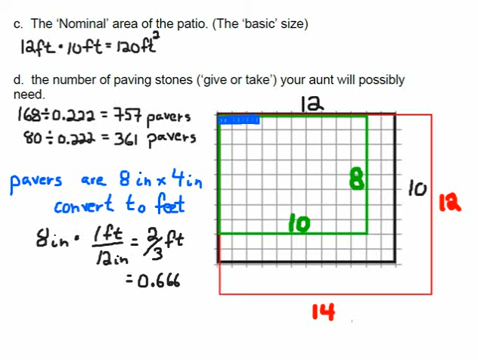 c. The ‘Nominal’ area of the patio. (The ‘basic’ size)
12ft · 10ft = 120ft²
d. the number of paving stones (‘give or take’) your aunt will possibly
need.
168 ÷ 0.222 = 757 pavers
80 ÷ 0.222 = 361 pavers
pavers are 8 in x 4 in
convert to feet
8in · 1ft/12in = 2/3 ft
= 0.666
12
8
10
10
12
14